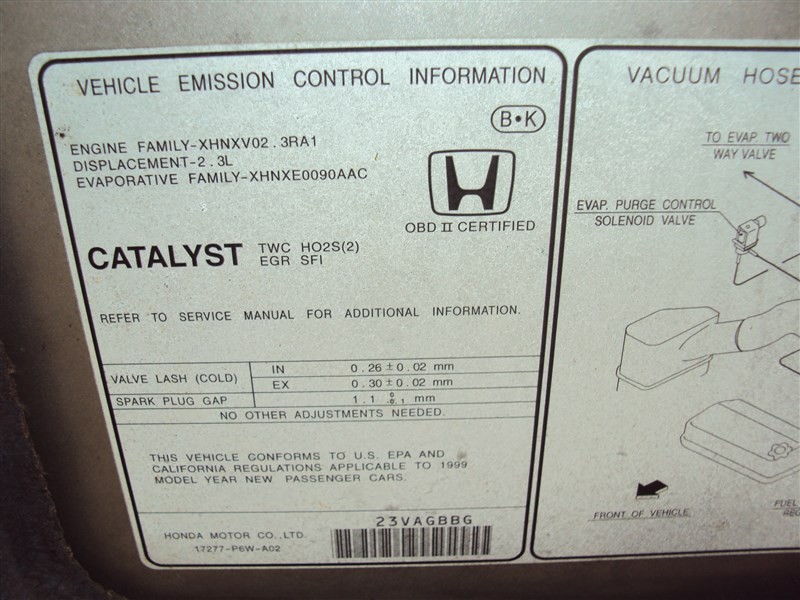 VEHICLE EMISSION CONTROL INFORMATION
B•K
ENGINE FAMILY-XHNXV02.3RA1
DISPLACEMENT-2.3L
EVAPORATIVE FAMILY-XHNXE0090AAC
OBD II CERTIFIED
CATALYST TWC HO2S(2)
EGR SFI
REFER TO SERVICE MANUAL FOR ADDITIONAL INFORMATION.
VALVE LASH (COLD) IN 0.26±0.02 mm
EX 0.30±0.02 mm
SPARK PLUG GAP 1.1 0 -0.1 mm
NO OTHER ADJUSTMENTS NEEDED.
THIS VEHICLE CONFORMS TO U.S. EPA AND
CALIFORNIA REGULATIONS APPLICABLE TO 1999
MODEL YEAR NEW PASSENGER CARS.
23VAGBBG
HONDA MOTOR CO.,LTD.
17277-P6W-A02
VACUUM HOSE
TO EVAP. TWO
WAY VALVE
EVAP. PURGE CONTROL
SOLENOID VALVE
FRONT OF VEHICLE
FUEL
REG